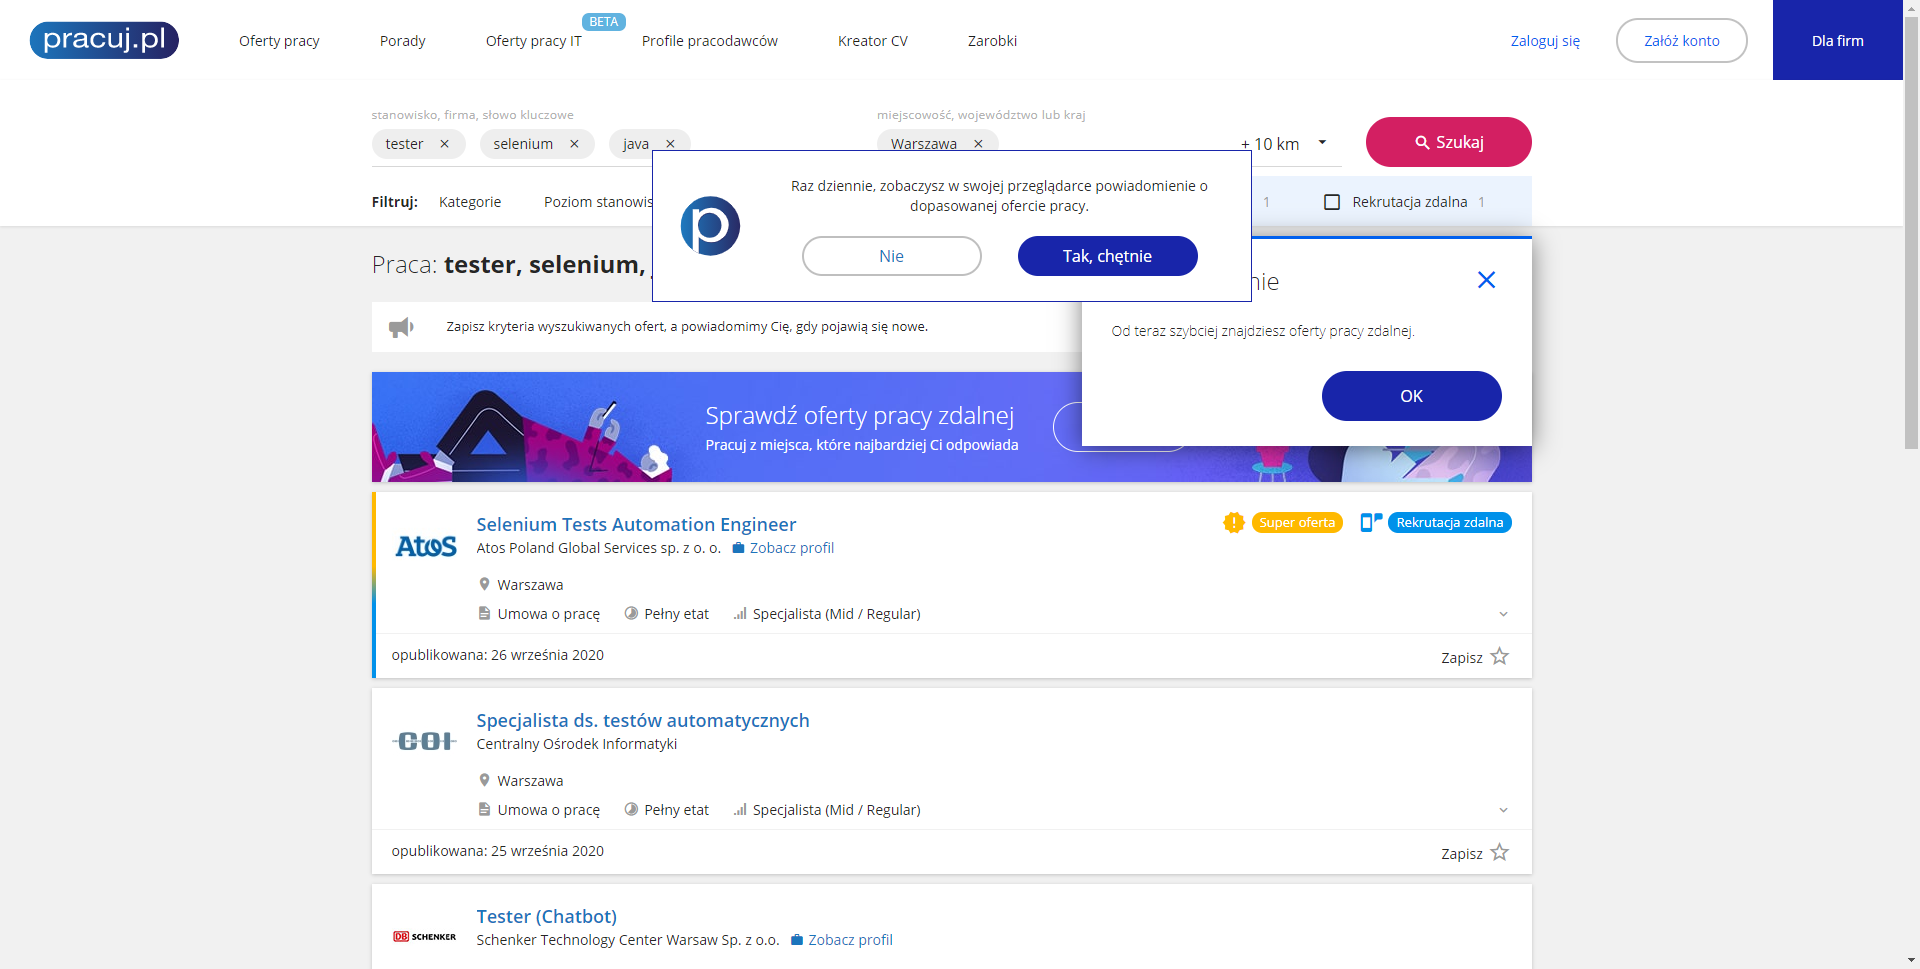 pracuj.pl
Oferty pracy
Porady
Oferty pracy IT
BETA
Profile pracodawców
Kreator CV
Zarobki
Zaloguj się
Załóż konto
Dla firm
stanowisko, firma, słowo kluczowe
miejscowość, województwo lub kraj
tester
selenium
java
Warszawa
+ 10 km
Szukaj
Filtruj:
Kategorie
Poziom stanowis
1
Rekrutacja zdalna 1
Raz dziennie, zobaczysz w swojej przeglądarce powiadomienie o
dopasowanej ofercie pracy.
Nie
Tak, chętnie
Praca: tester, selenium,
nie
Zapisz kryteria wyszukiwanych ofert, a powiadomimy Cię, gdy pojawią się nowe.
Od teraz szybciej znajdziesz oferty pracy zdalnej.
OK
Sprawdź oferty pracy zdalnej
Pracuj z miejsca, które najbardziej Ci odpowiada
Selenium Tests Automation Engineer
Super oferta
Rekrutacja zdalna
Atos
Atos Poland Global Services sp. z o. o. Zobacz profil
Warszawa
Umowa o pracę Pełny etat Specjalista (Mid / Regular)
opublikowana: 26 września 2020
Zapisz
Specjalista ds. testów automatycznych
COI
Centralny Ośrodek Informatyki
Warszawa
Umowa o pracę Pełny etat Specjalista (Mid / Regular)
opublikowana: 25 września 2020
Zapisz
Tester (Chatbot)
DB SCHENKER
Schenker Technology Center Warsaw Sp. z o.o. Zobacz profil